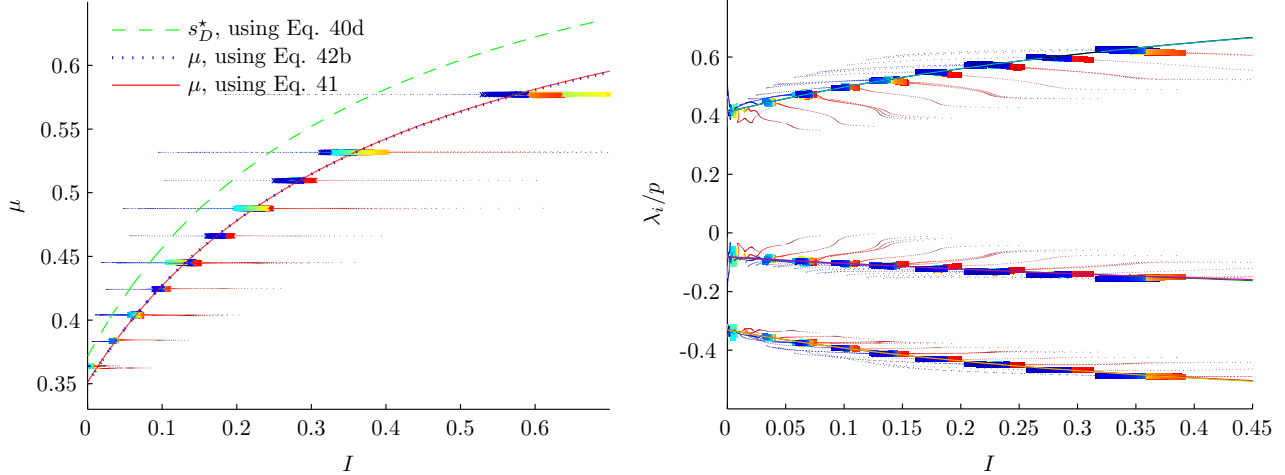 s⋆D, using Eq. 40d
μ, using Eq. 42b
μ, using Eq. 41
0.6
0.55
0.5
0.45
0.4
0.35
μ
0 0.1 0.2 0.3 0.4 0.5 0.6
I
0.6
0.4
0.2
0
-0.2
-0.4
λi/p
0 0.05 0.1 0.15 0.2 0.25 0.3 0.35 0.4 0.45
I